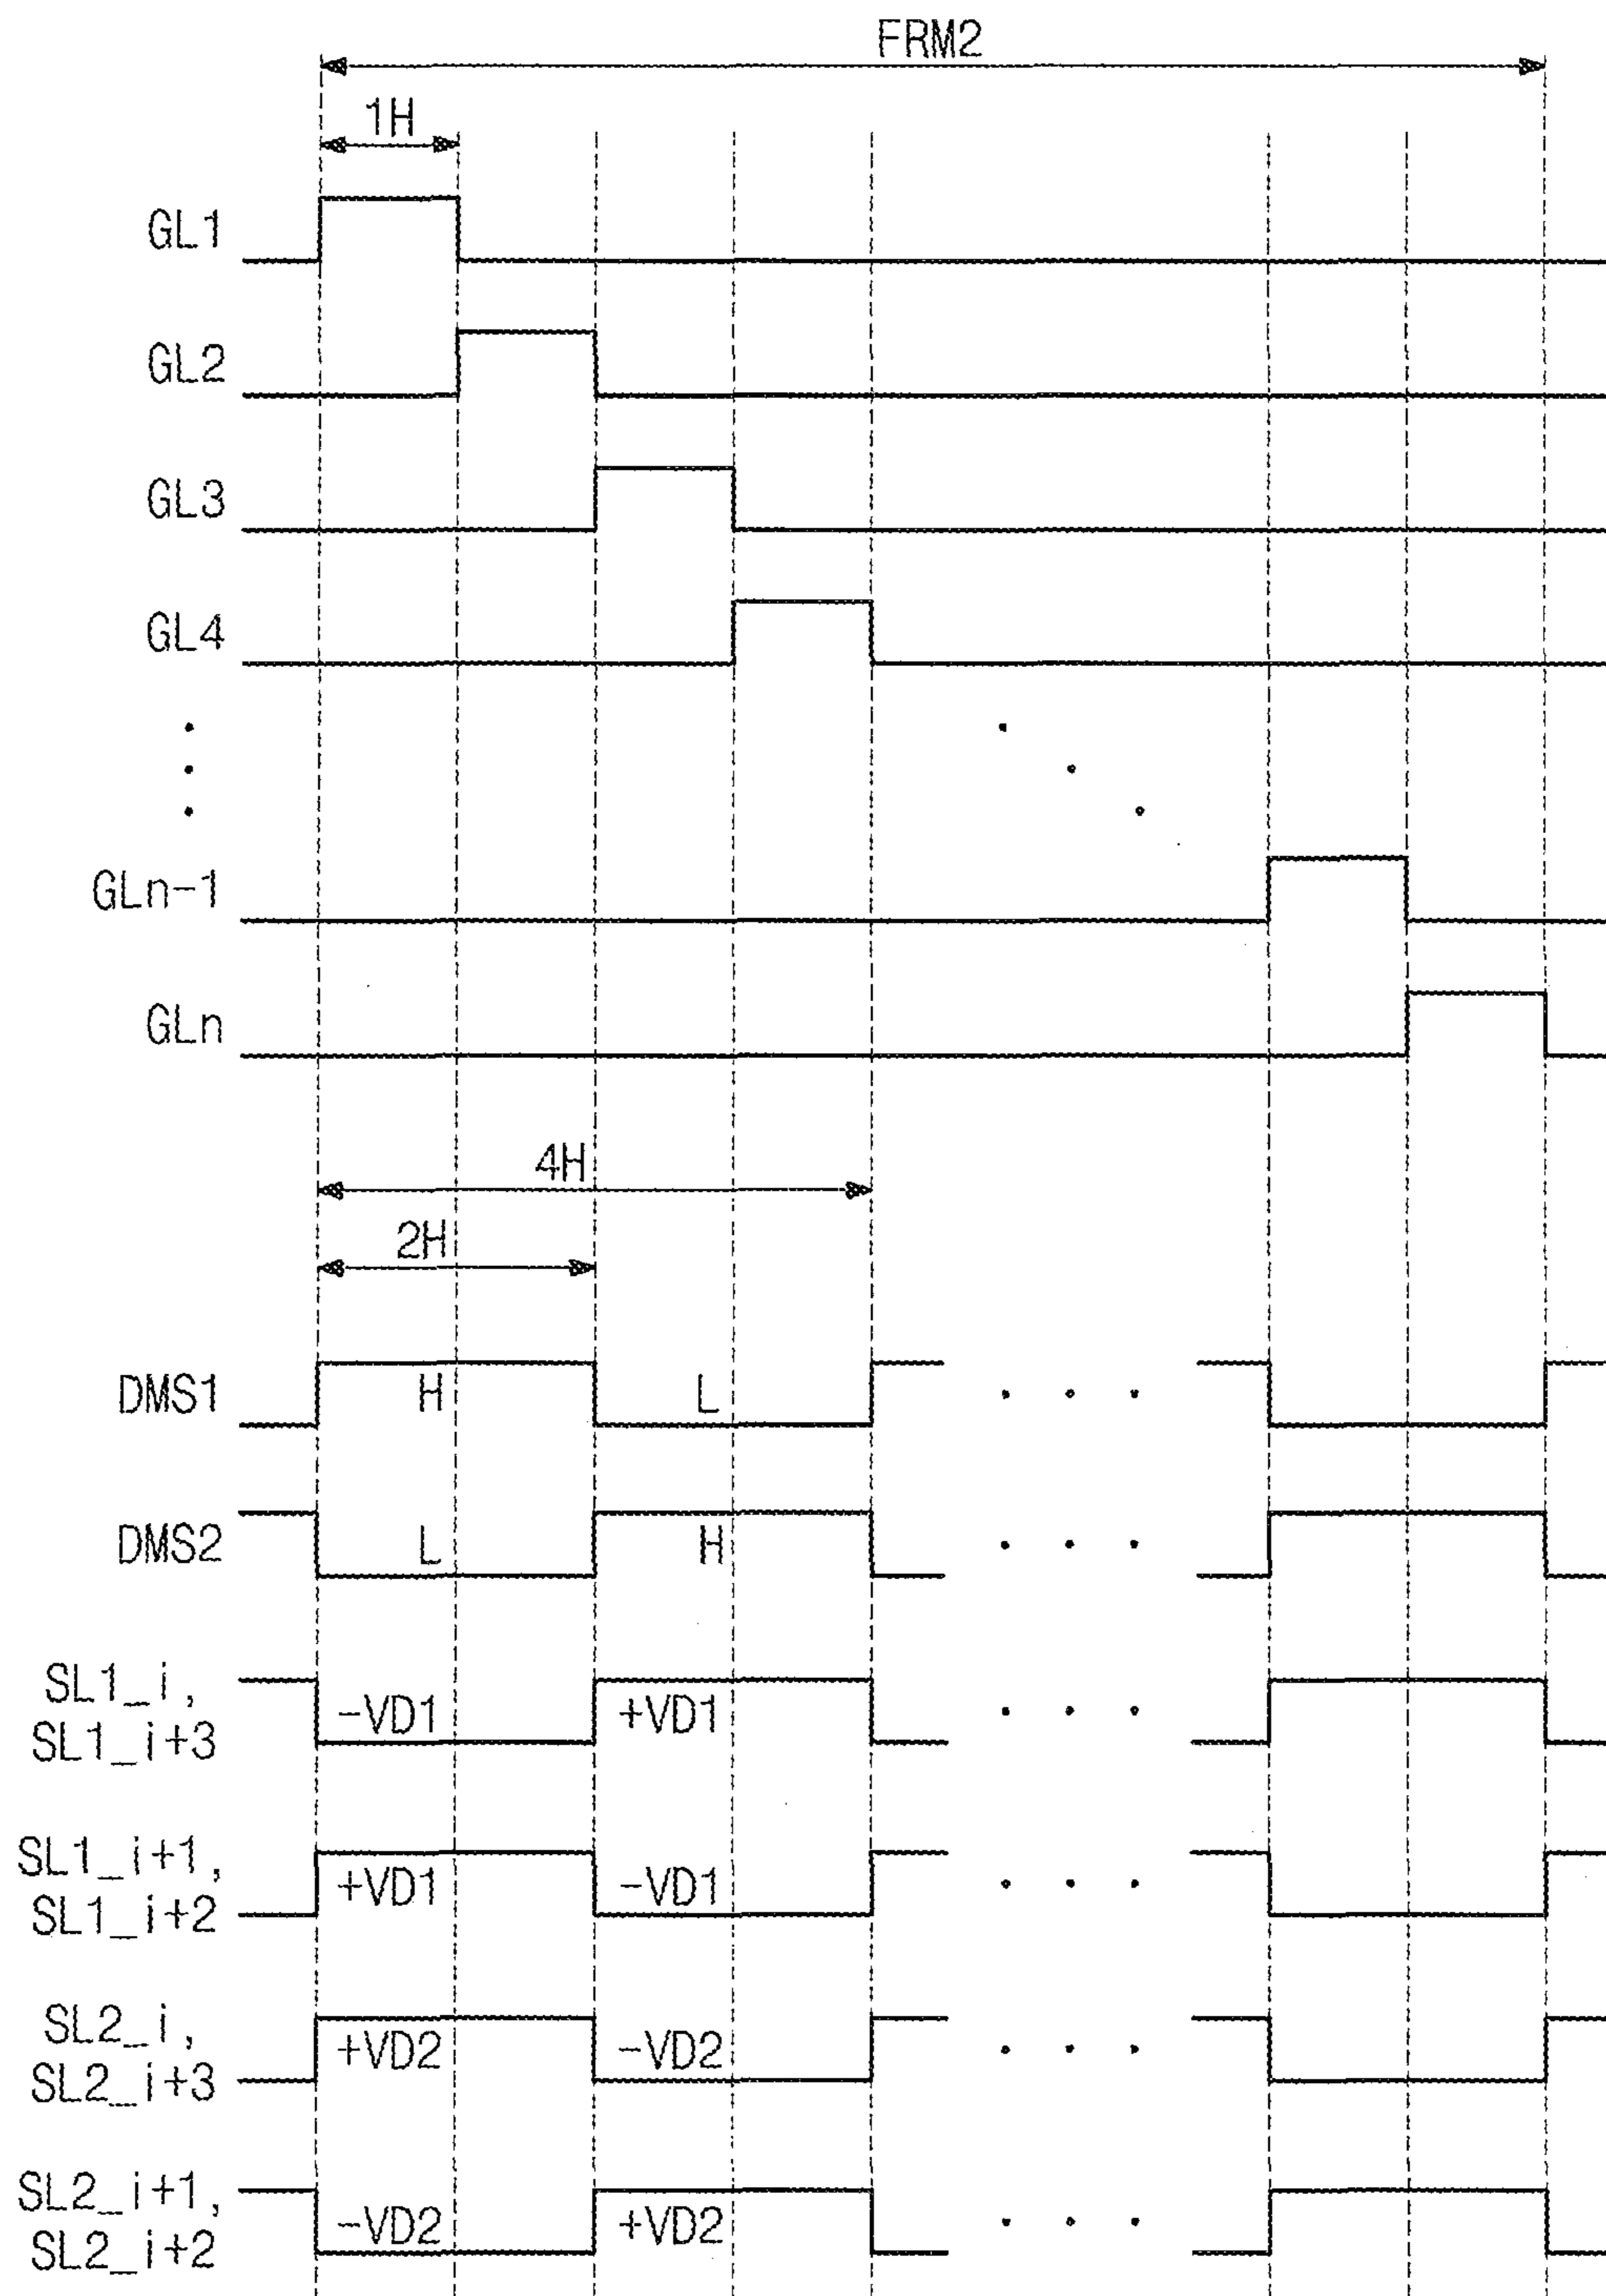 FRM2
1H
GL1
GL2
GL3
GL4
GLn-1
GLn
4H
2H
DMS1 H L
DMS2 L H
SL1_i,
SL1_i+3
-VD1 +VD1
SL1_i+1,
SL1_i+2
+VD1 -VD1
SL2_i,
SL2_i+3
+VD2 -VD2
SL2_i+1,
SL2_i+2
-VD2 +VD2